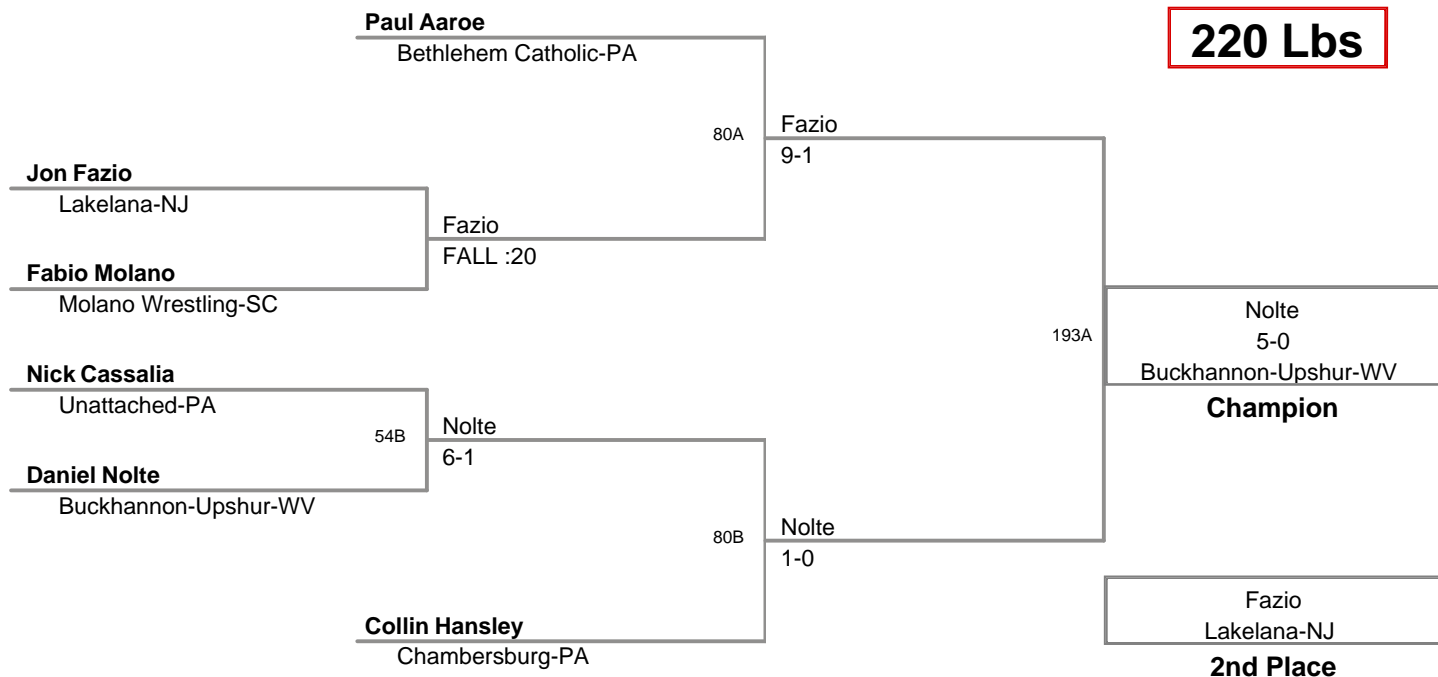 Paul Aaroe
Bethlehem Catholic-PA
220 Lbs
80A
Fazio
9-1
Jon Fazio
Lakelana-NJ
Fazio
FALL :20
Fabio Molano
Molano Wrestling-SC
193A
Nolte
5-0
Buckhannon-Upshur-WV
Champion
Nick Cassalia
Unattached-PA
54B
Nolte
6-1
Daniel Nolte
Buckhannon-Upshur-WV
80B
Nolte
1-0
Collin Hansley
Chambersburg-PA
Fazio
Lakelana-NJ
2nd Place